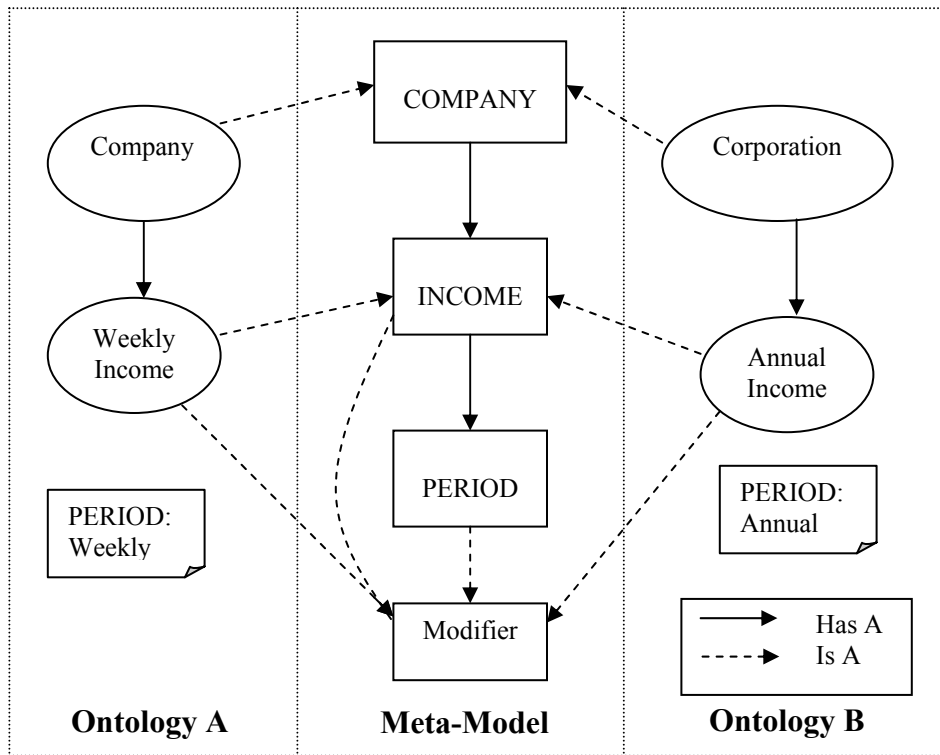 COMPANY
Company
Corporation
INCOME
Weekly
Income
Annual
Income
PERIOD
PERIOD:
Weekly
PERIOD:
Annual
Modifier
Has A
Is A
Ontology A
Meta-Model
Ontology B